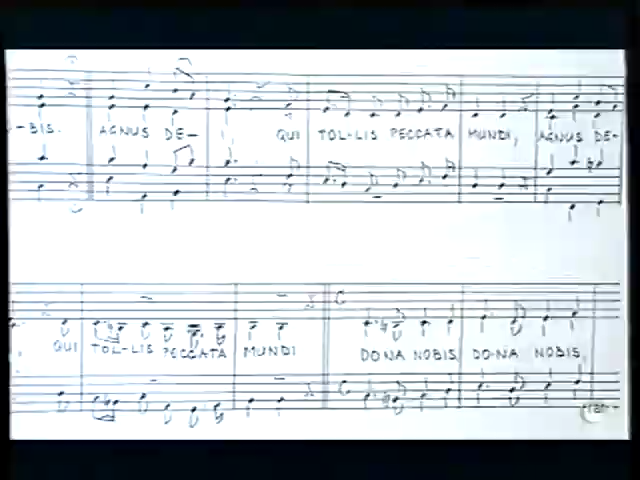 -BIS. AGNUS DE- I QUI TOL-LIS PECCATA MUNDI, AGNUS DE-
QUI TOL-LIS PECCATA MUNDI DONA NOBIS DO-NA NOBIS,